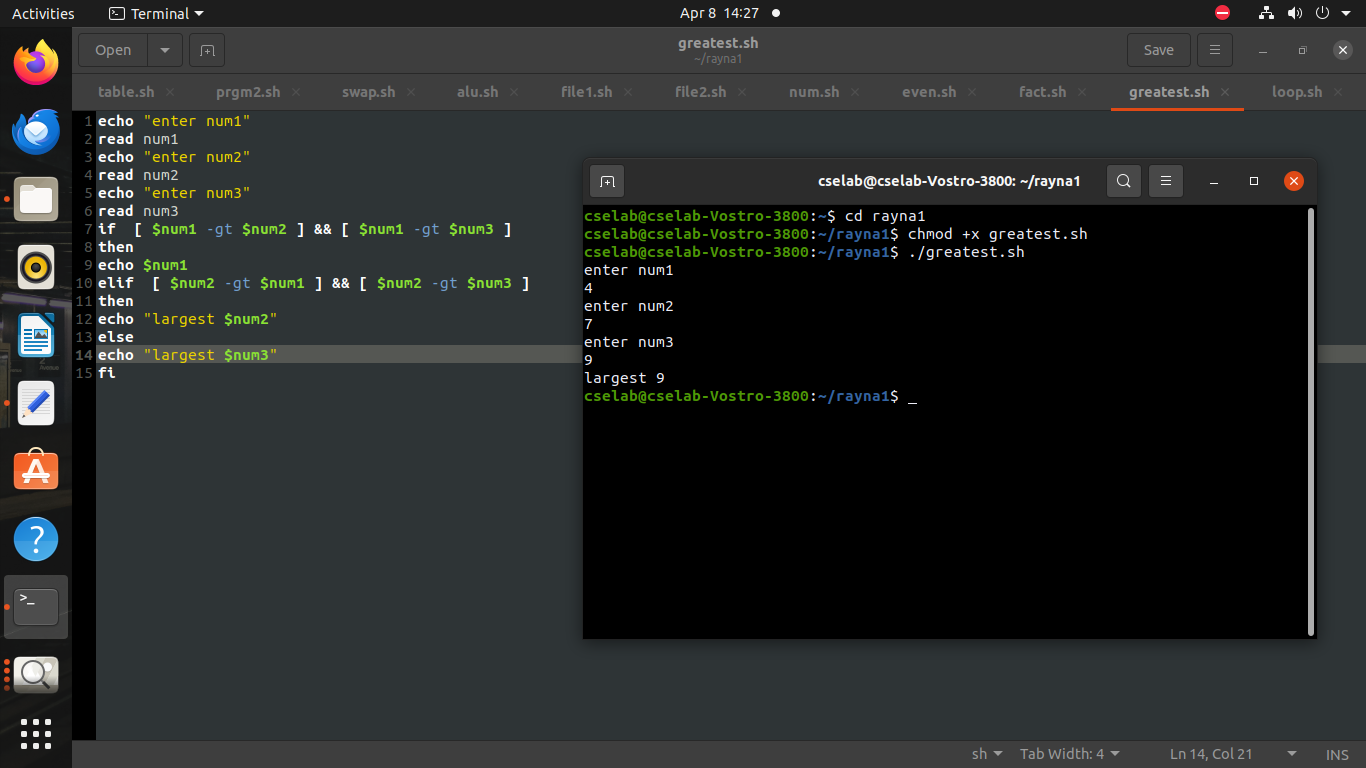 Activities Terminal Apr 8 14:27
Open greatest.sh Save
~/rayna1
table.sh prgm2.sh swap.sh alu.sh file1.sh file2.sh num.sh even.sh fact.sh greatest.sh loop.sh
1 echo "enter num1"
2 read num1
3 echo "enter num2"
4 read num2
5 echo "enter num3"
6 read num3
7 if  [ $num1 -gt $num2 ] && [ $num1 -gt $num3 ]
8 then
9 echo $num1
10 elif  [ $num2 -gt $num1 ] && [ $num2 -gt $num3 ]
11 then
12 echo "largest $num2"
13 else
14 echo "largest $num3"
15 fi
cselab@cselab-Vostro-3800: ~/rayna1
cselab@cselab-Vostro-3800:~$ cd rayna1
cselab@cselab-Vostro-3800:~/rayna1$ chmod +x greatest.sh
cselab@cselab-Vostro-3800:~/rayna1$ ./greatest.sh
enter num1
4
enter num2
7
enter num3
9
largest 9
cselab@cselab-Vostro-3800:~/rayna1$ _
sh Tab Width: 4 Ln 14, Col 21 INS